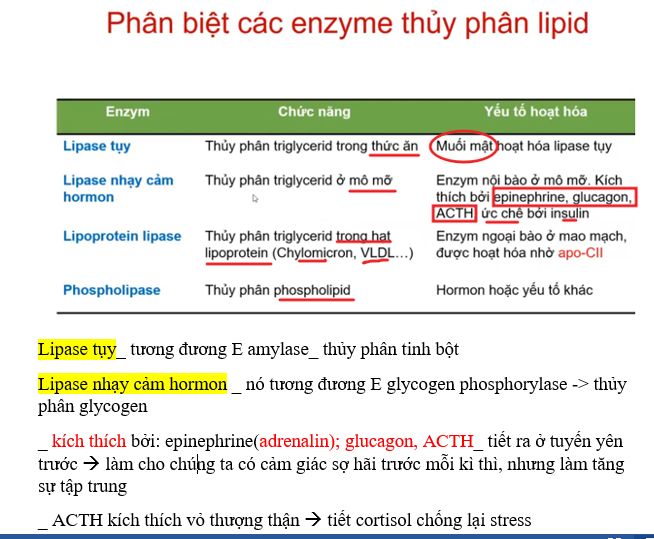 Phân biệt các enzyme thủy phân lipid
Enzym Chức năng Yếu tố hoạt hóa
Lipase tụy Thủy phân triglycerid trong thức ăn Muối mật hoạt hóa lipase tụy
Lipase nhạy cảm hormon Thủy phân triglycerid ở mô mỡ Enzym nội bào ở mô mỡ. Kích
thích bởi epinephrine, glucagon,
ACTH, ức chế bởi insulin
Lipoprotein lipase Thủy phân triglycerid trong hạt Enzym ngoại bào ở mao mạch,
lipoprotein (Chylomicron, VLDL...) được hoạt hóa nhờ apo-CII
Phospholipase Thủy phân phospholipid Hormon hoặc yếu tố khác
Lipase tụy_ tương đương E amylase_ thủy phân tinh bột
Lipase nhạy cảm hormon _ nó tương đương E glycogen phosphorylase -> thủy
phân glycogen
_ kích thích bởi: epinephrine(adrenalin); glucagon, ACTH_ tiết ra ở tuyến yên
trước → làm cho chúng ta có cảm giác sợ hãi trước mỗi kì thì, nhưng làm tăng
sự tập trung
_ ACTH kích thích vỏ thượng thận → tiết cortisol chống lại stress